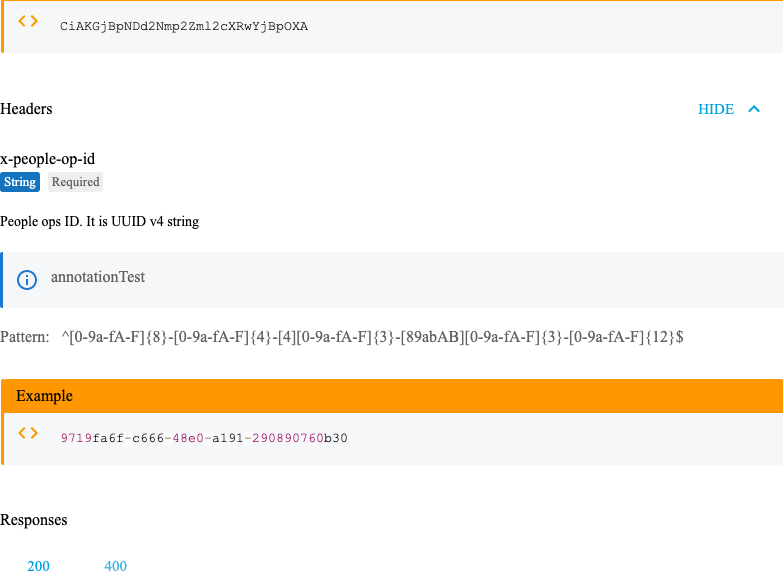 CiAKGjBpNDd2Nmp2Zml2cXRwYjBpOXA
Headers
HIDE
x-people-op-id
String Required
People ops ID. It is UUID v4 string
annotationTest
Pattern: ^[0-9a-fA-F]{8}-[0-9a-fA-F]{4}-[4][0-9a-fA-F]{3}-[89abAB][0-9a-fA-F]{3}-[0-9a-fA-F]{12}$
Example
9719fa6f-c666-48e0-a191-290890760b30
Responses
200 400